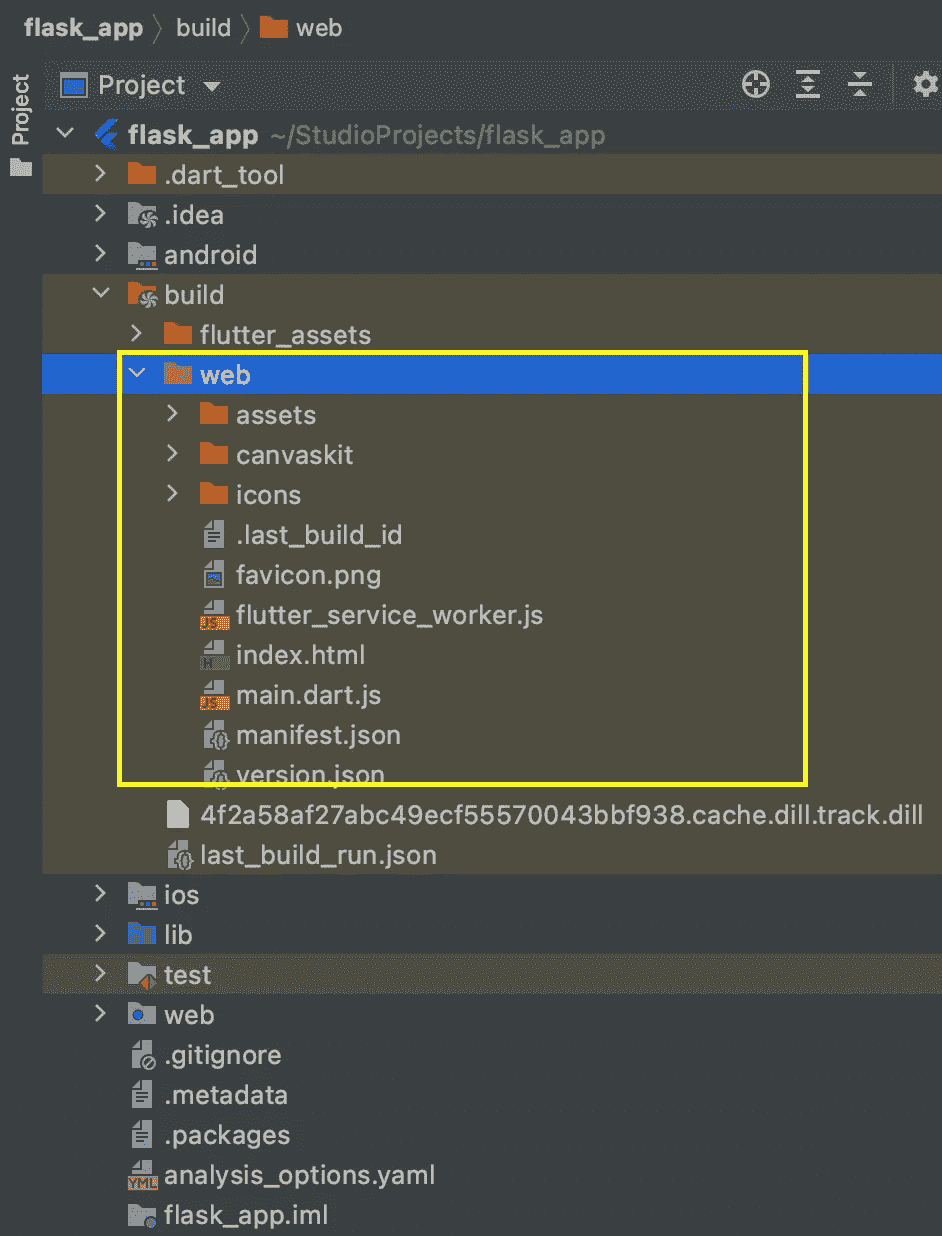 flask_app 〉 build 〉 web
Project
Project
flask_app ~/StudioProjects/flask_app
.dart_tool
.idea
android
build
flutter_assets
web
assets
canvaskit
icons
.last_build_id
favicon.png
flutter_service_worker.js
index.html
main.dart.js
manifest.json
version.json
4f2a58af27abc49ecf55570043bbf938.cache.dill.track.dill
last_build_run.json
ios
lib
test
web
.gitignore
.metadata
.packages
analysis_options.yaml
flask_app.iml